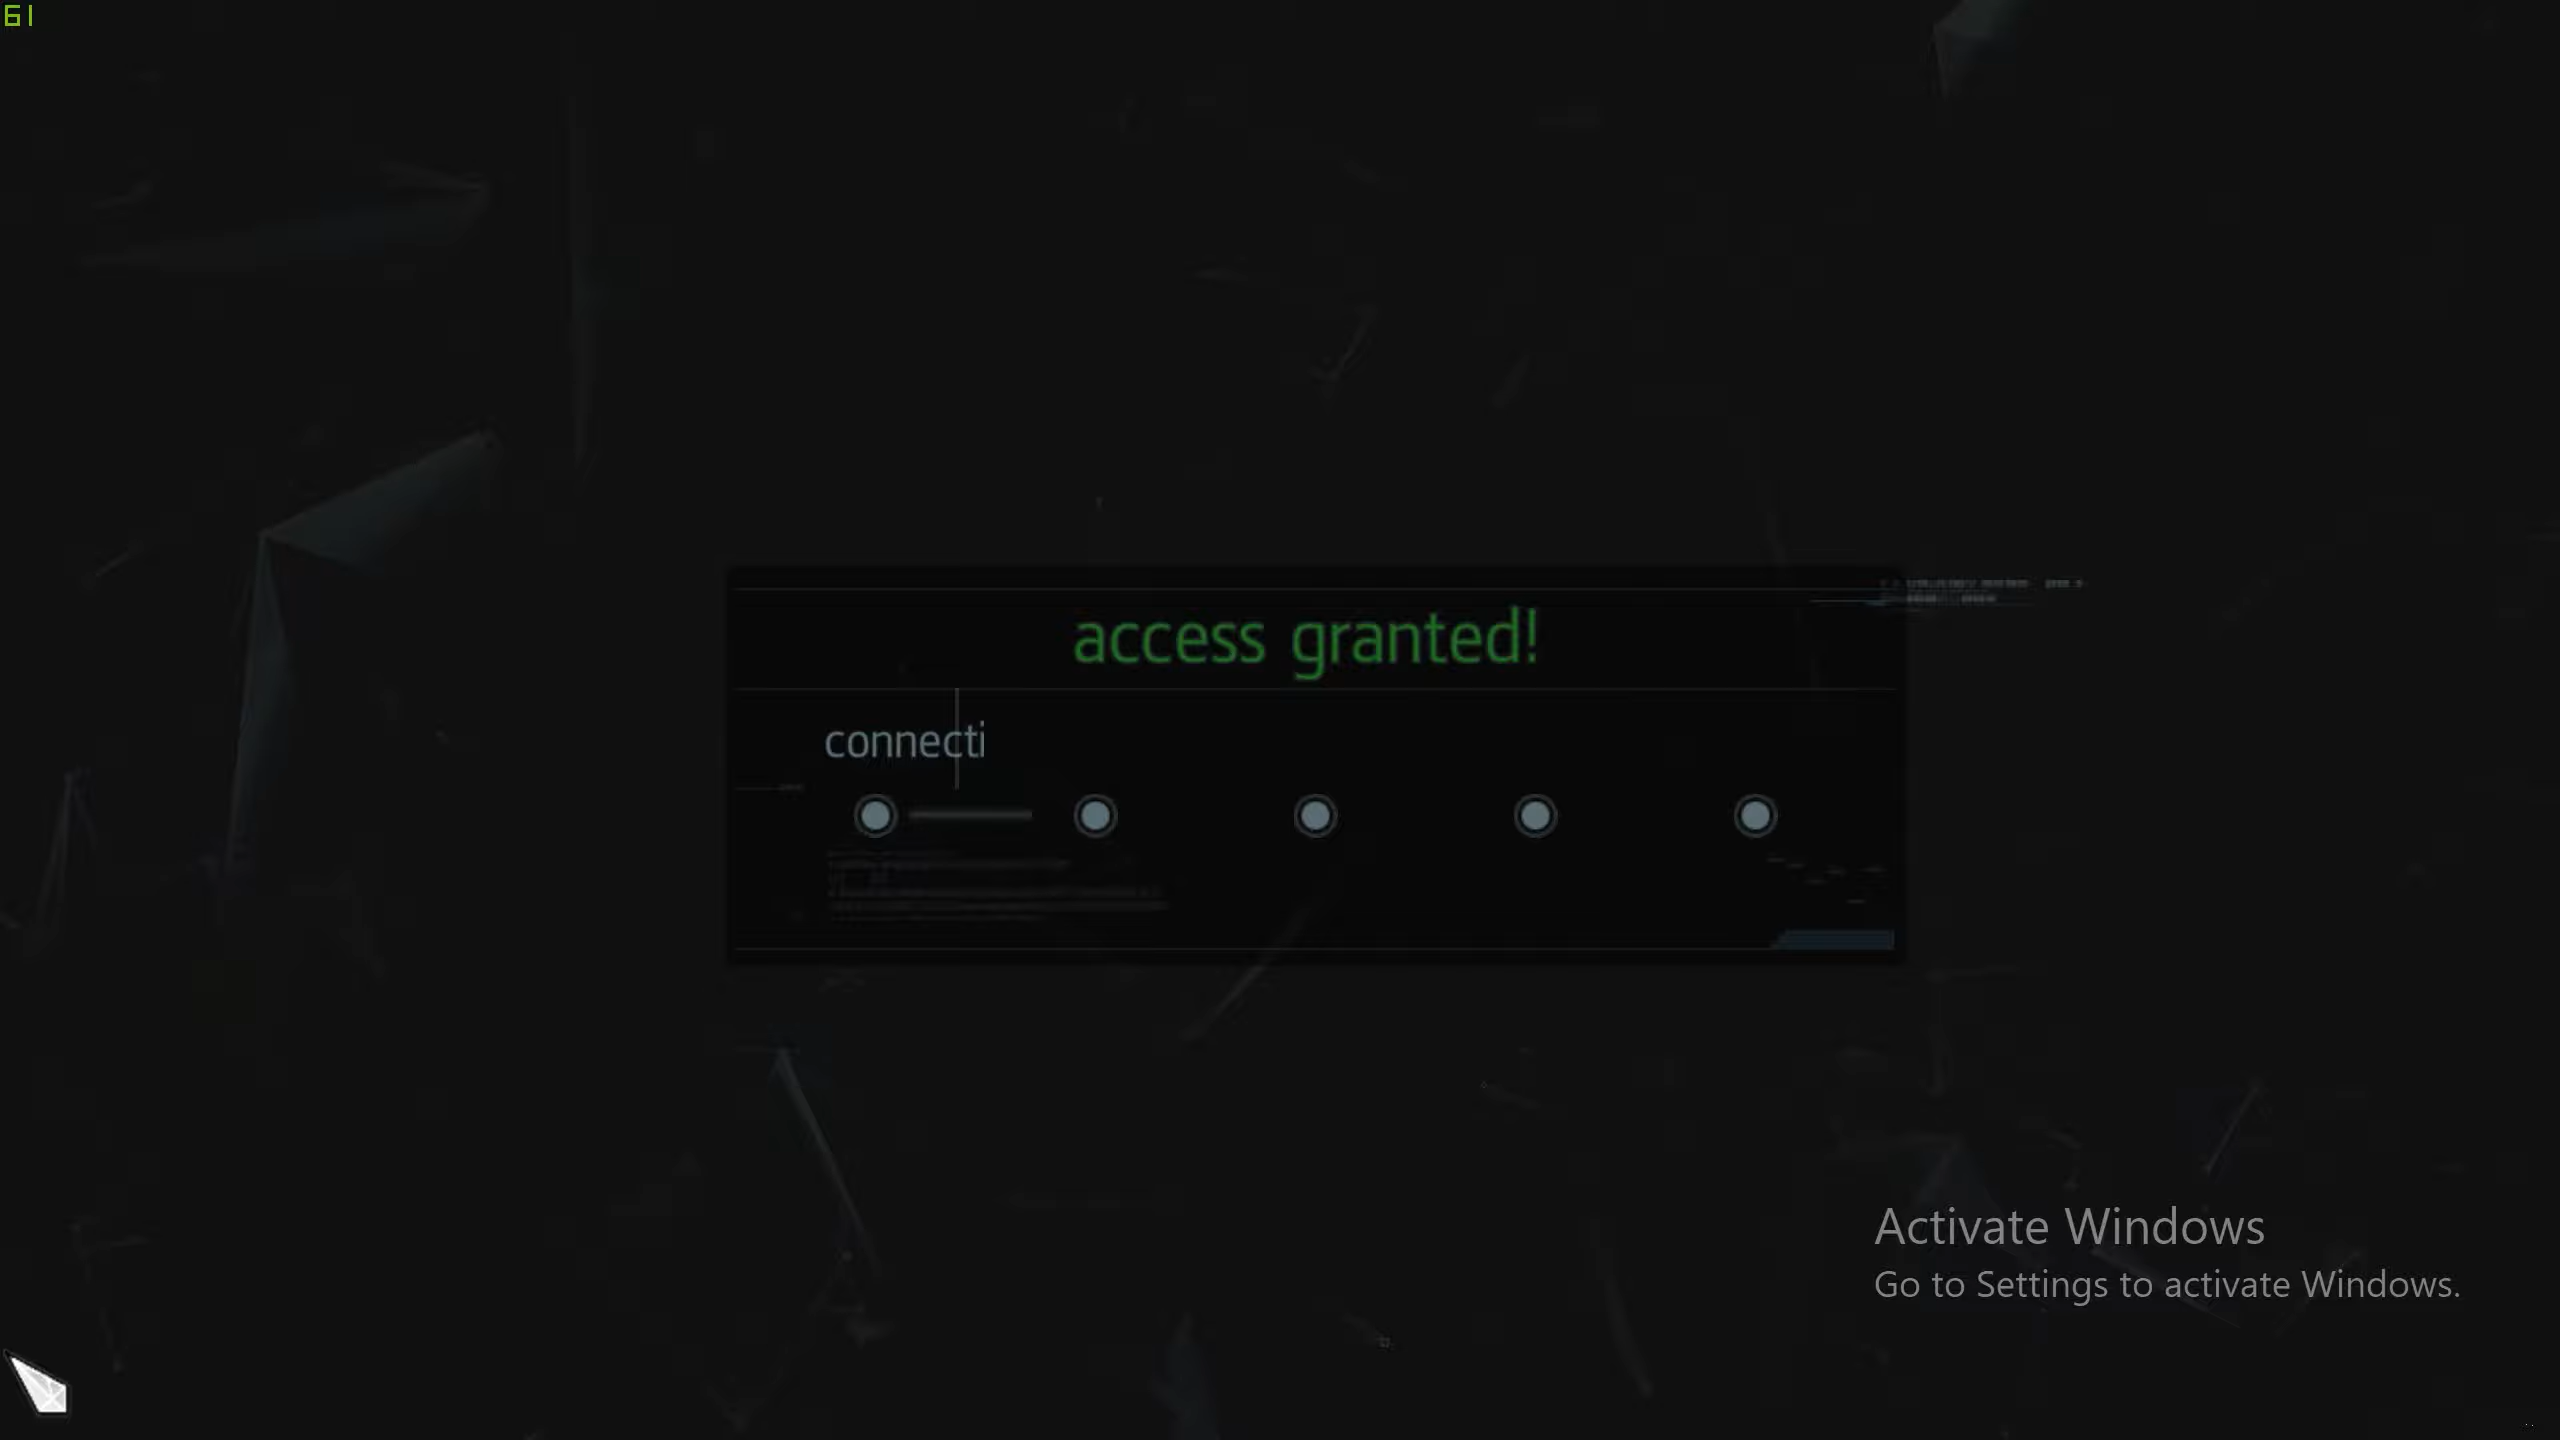 61
access granted!
connecti
Activate Windows
Go to Settings to activate Windows.